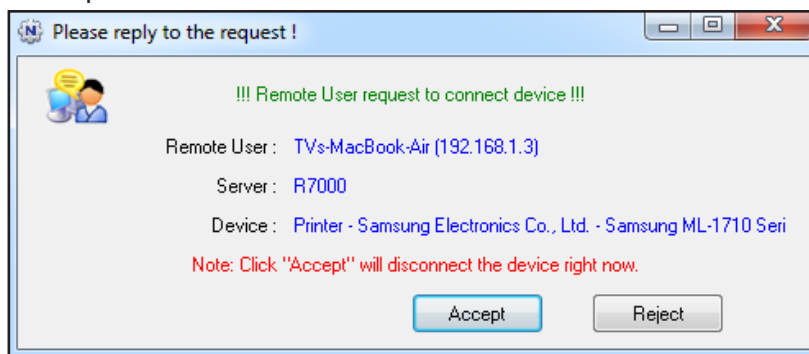 Please reply to the request !
!!! Remote User request to connect device !!!
Remote User : TVs-MacBook-Air (192.168.1.3)
Server : R7000
Device : Printer - Samsung Electronics Co., Ltd. - Samsung ML-1710 Seri
Note: Click "Accept" will disconnect the device right now.
Accept Reject